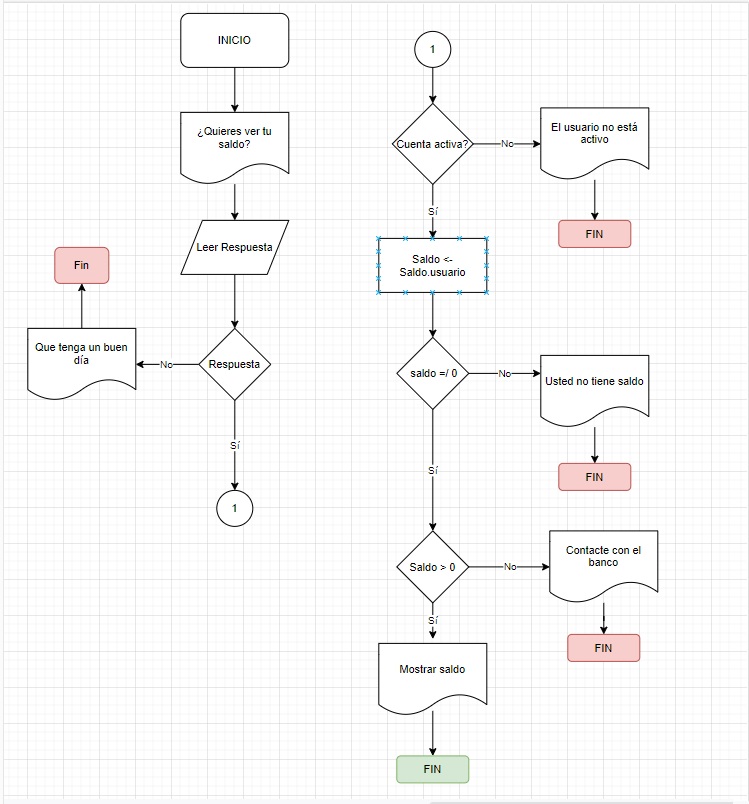 INICIO
¿Quieres ver tu
saldo?
Leer Respuesta
Fin
Que tenga un buen
día
No
Respuesta
Sí
1
1
Cuenta activa?
No
El usuario no está
activo
FIN
Sí
Saldo <-
Saldo.usuario
saldo =/ 0
No
Usted no tiene saldo
FIN
Sí
Saldo > 0
No
Contacte con el
banco
FIN
Sí
Mostrar saldo
FIN